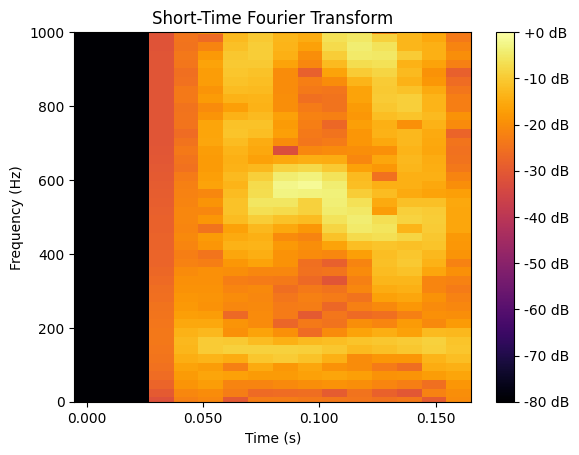 Short-Time Fourier Transform
1000
800
600
400
200
0
Frequency (Hz)
0.000
0.050
0.100
0.150
Time (s)
+0 dB
-10 dB
-20 dB
-30 dB
-40 dB
-50 dB
-60 dB
-70 dB
-80 dB